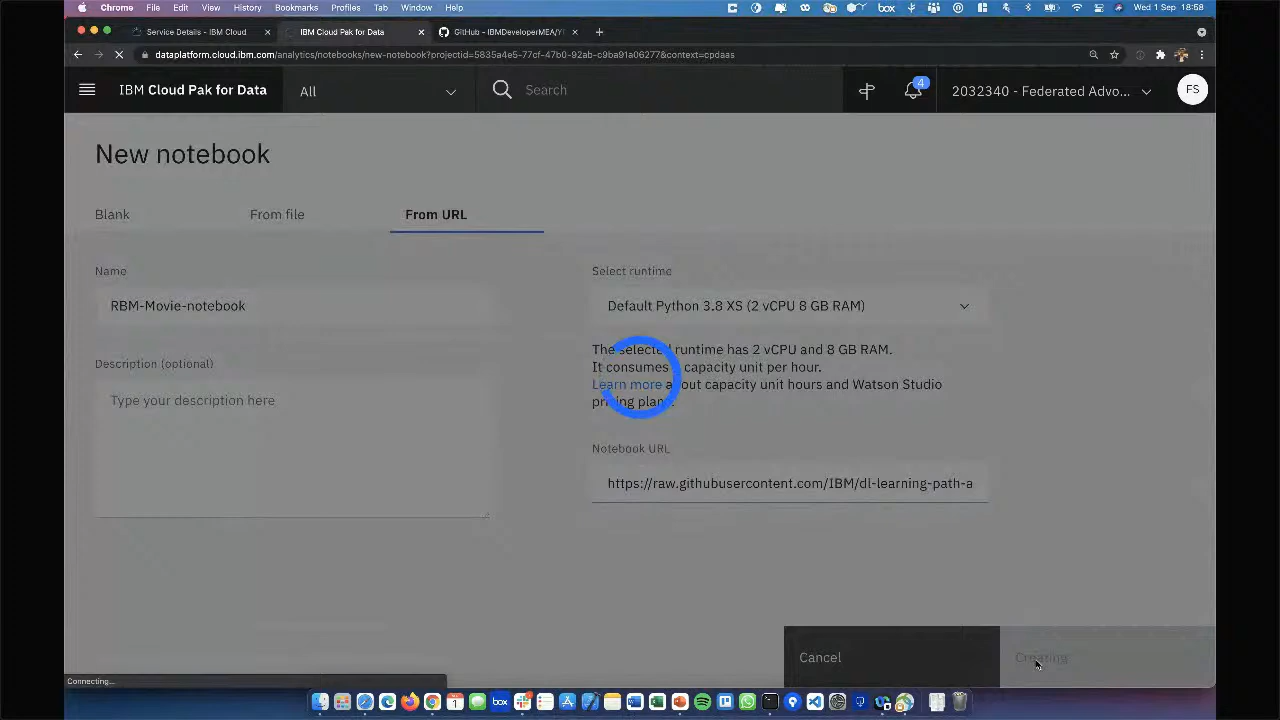 Chrome File Edit View History Bookmarks Profiles Tab Window Help box Wed 1 Sep 18:58
Service Details - IBM Cloud IBM Cloud Pak for Data GitHub - IBMDeveloperMEA/Y
dataplatform.cloud.ibm.com/analytics/notebooks/new-notebook?projectid=5835a4e5-77cf-47b0-92ab-c9ba91a06277&context=cpdaas
IBM Cloud Pak for Data All Search 4 2032340 - Federated Advo... FS
New notebook
Blank From file From URL
Name
RBM-Movie-notebook
Description (optional)
Type your description here
Select runtime
Default Python 3.8 XS (2 vCPU 8 GB RAM)
The selected runtime has 2 vCPU and 8 GB RAM.
It consumes capacity unit per hour.
Learn more about capacity unit hours and Watson Studio
pricing plans.
Notebook URL
https://raw.githubusercontent.com/IBM/dl-learning-path-a
Cancel Creating
Connecting...
1 box